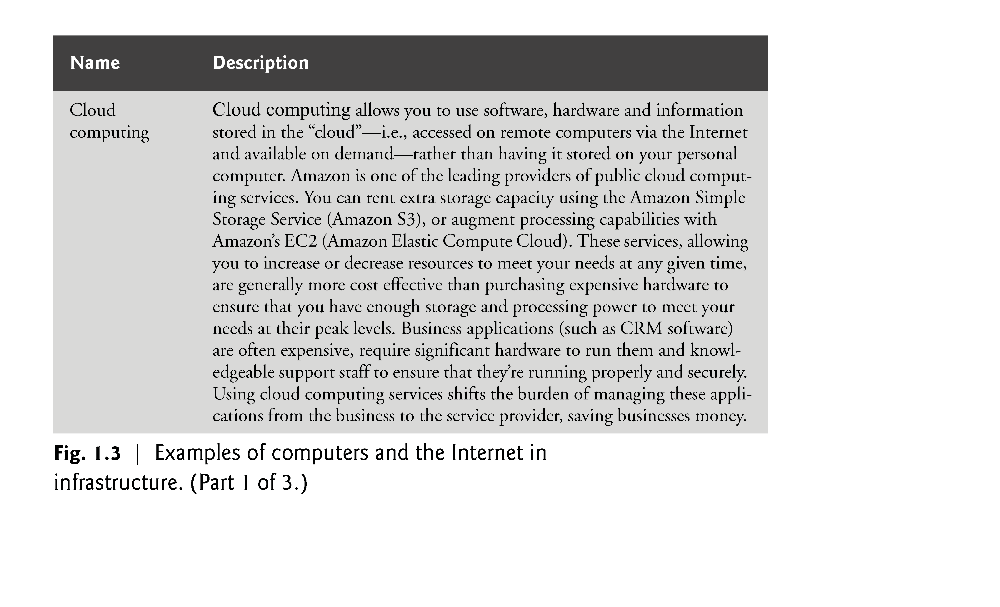 Name Description
Cloud computing
Cloud computing allows you to use software, hardware and information
stored in the “cloud”—i.e., accessed on remote computers via the Internet
and available on demand—rather than having it stored on your personal
computer. Amazon is one of the leading providers of public cloud comput-
ing services. You can rent extra storage capacity using the Amazon Simple
Storage Service (Amazon S3), or augment processing capabilities with
Amazon’s EC2 (Amazon Elastic Compute Cloud). These services, allowing
you to increase or decrease resources to meet your needs at any given time,
are generally more cost effective than purchasing expensive hardware to
ensure that you have enough storage and processing power to meet your
needs at their peak levels. Business applications (such as CRM software)
are often expensive, require significant hardware to run them and knowl-
edgeable support staff to ensure that they’re running properly and securely.
Using cloud computing services shifts the burden of managing these appli-
cations from the business to the service provider, saving businesses money.
Fig. 1.3 | Examples of computers and the Internet in
infrastructure. (Part 1 of 3.)